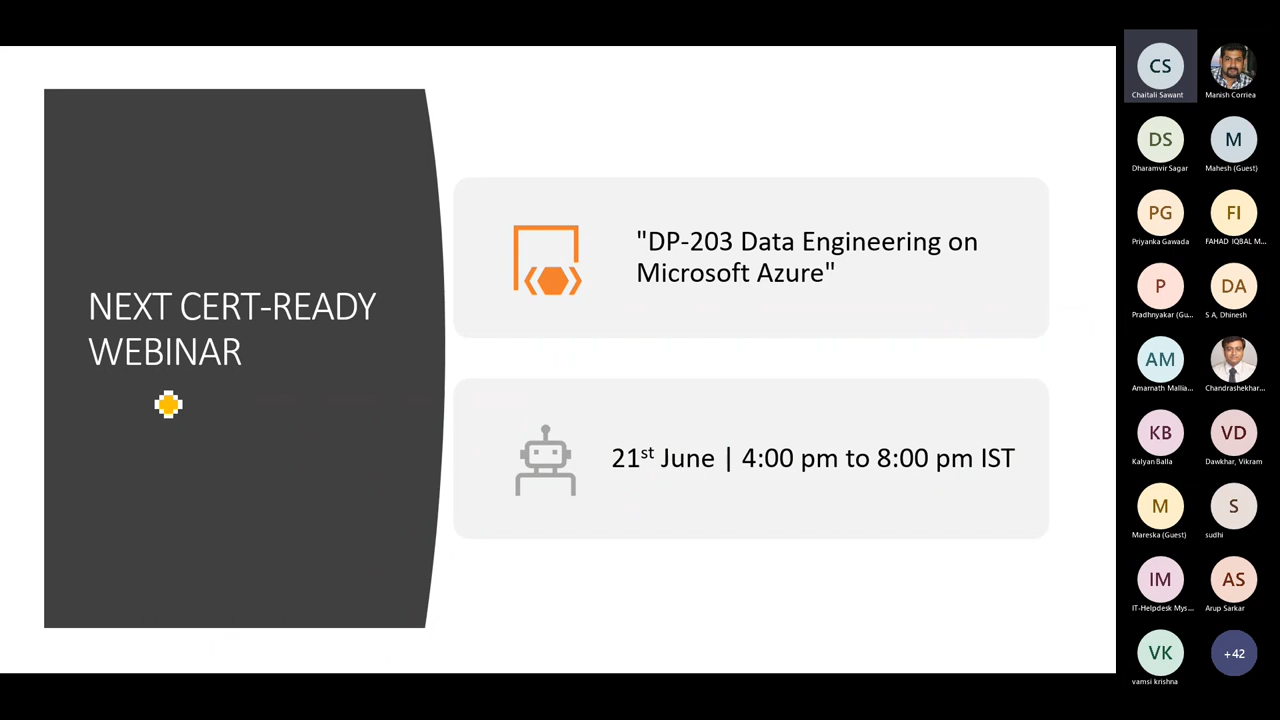 NEXT CERT-READY
WEBINAR
"DP-203 Data Engineering on
Microsoft Azure"
21st June | 4:00 pm to 8:00 pm IST
CS
Chaitali Sawant
Manish Corriea
DS
Dharamvir Sagar
M
Mahesh (Guest)
PG
Priyanka Gawada
FI
FAHAD IQBAL M...
P
Pradhnyakar (Gu...
DA
S A, Dhinesh
AM
Amarnath Mallia...
Chandrashekhar...
KB
Kalyan Balla
VD
Dawkhar, Vikram
M
Mareska (Guest)
S
sudhi
IM
IT-Helpdesk Mys...
AS
Arup Sarkar
VK
vamsi krishna
+42